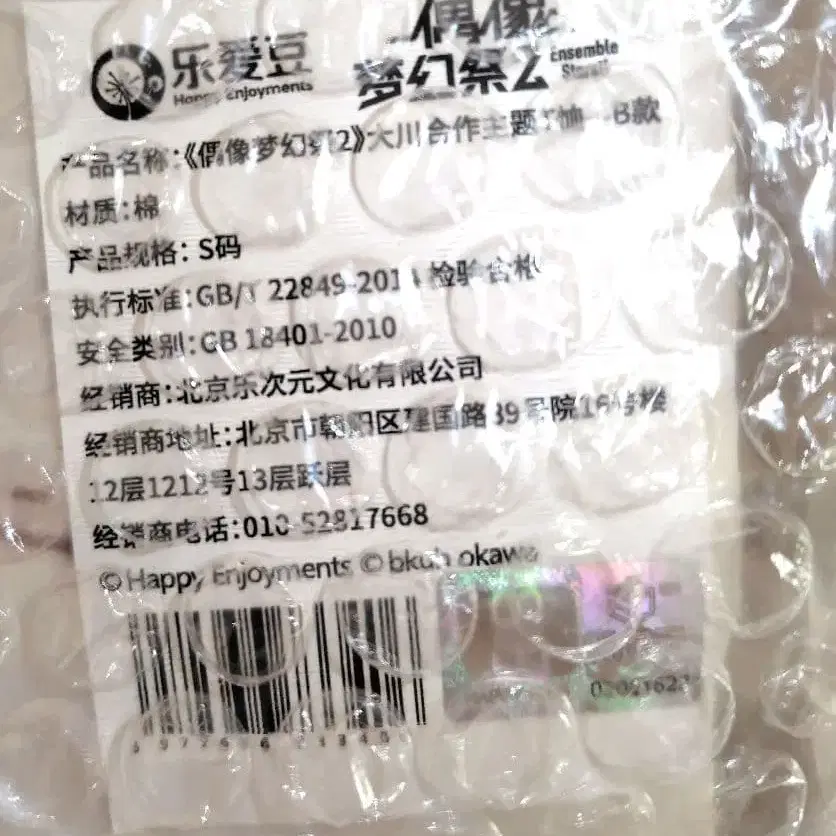 乐爱豆
Happy Enjoyments
偶像
梦幻祭2
Ensemble
Stars!!
产品名称:《偶像梦幻祭2》大川合作主题T恤 B款
材质:棉
产品规格: S码
执行标准:GB/T 22849-2014 检验合格
安全类别:GB 18401-2010
经销商:北京乐次元文化有限公司
经销商地址:北京市朝阳区建国路89号院16号楼
12层1212号13层跃层
经销商电话:010-52817668
© Happy Enjoyments © bkub okawa